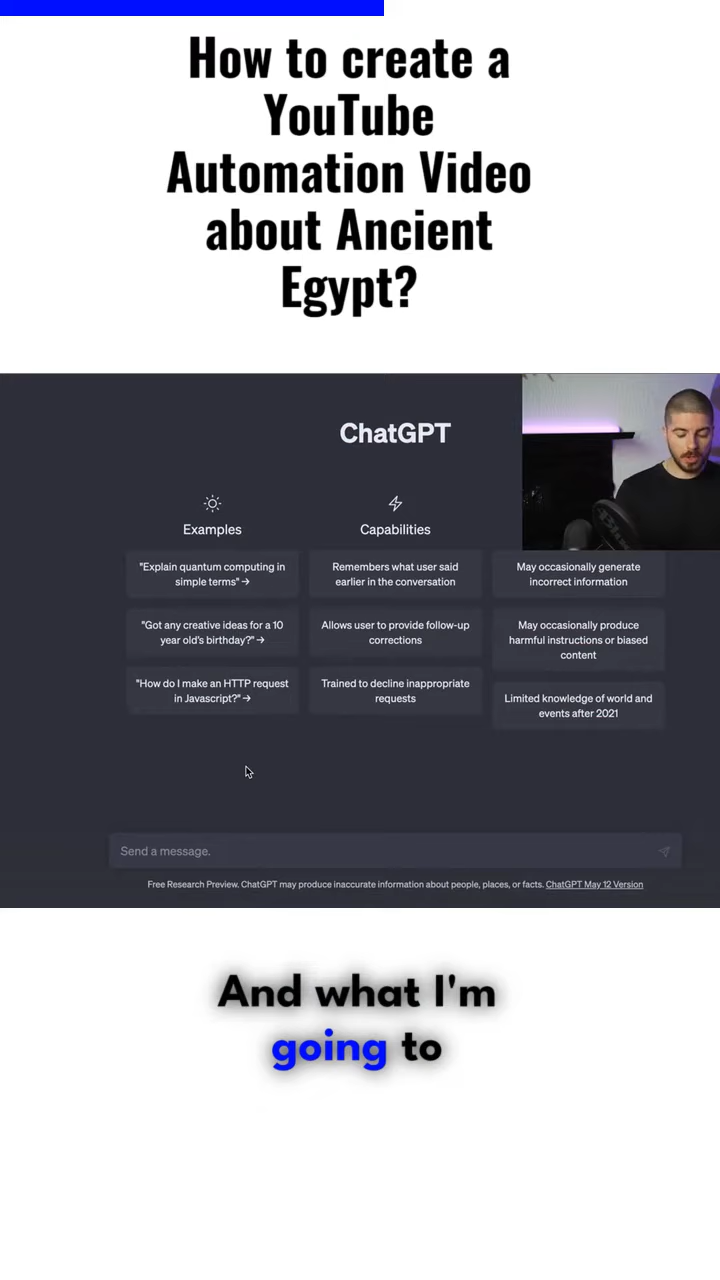 How to create a
YouTube
Automation Video
about Ancient
Egypt?
ChatGPT
Examples
Capabilities
"Explain quantum computing in
simple terms" →
Remembers what user said
earlier in the conversation
May occasionally generate
incorrect information
"Got any creative ideas for a 10
year old's birthday?" →
Allows user to provide follow-up
corrections
May occasionally produce
harmful instructions or biased
content
"How do I make an HTTP request
in Javascript?" →
Trained to decline inappropriate
requests
Limited knowledge of world and
events after 2021
Send a message.
Free Research Preview. ChatGPT may produce inaccurate information about people, places, or facts. ChatGPT May 12 Version
And what I'm
going to